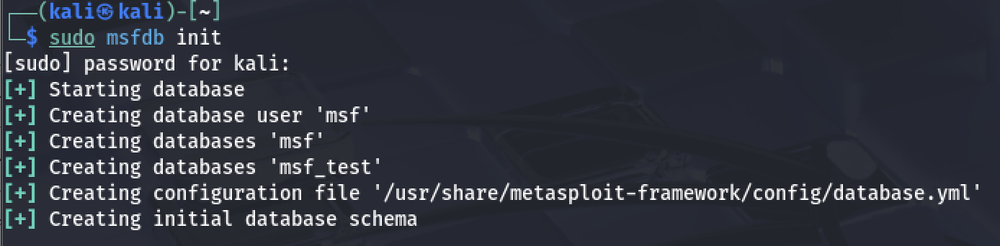 ┌──(kali㉿kali)-[~]
└─$ sudo msfdb init
[sudo] password for kali:
[+] Starting database
[+] Creating database user 'msf'
[+] Creating databases 'msf'
[+] Creating databases 'msf_test'
[+] Creating configuration file '/usr/share/metasploit-framework/config/database.yml'
[+] Creating initial database schema